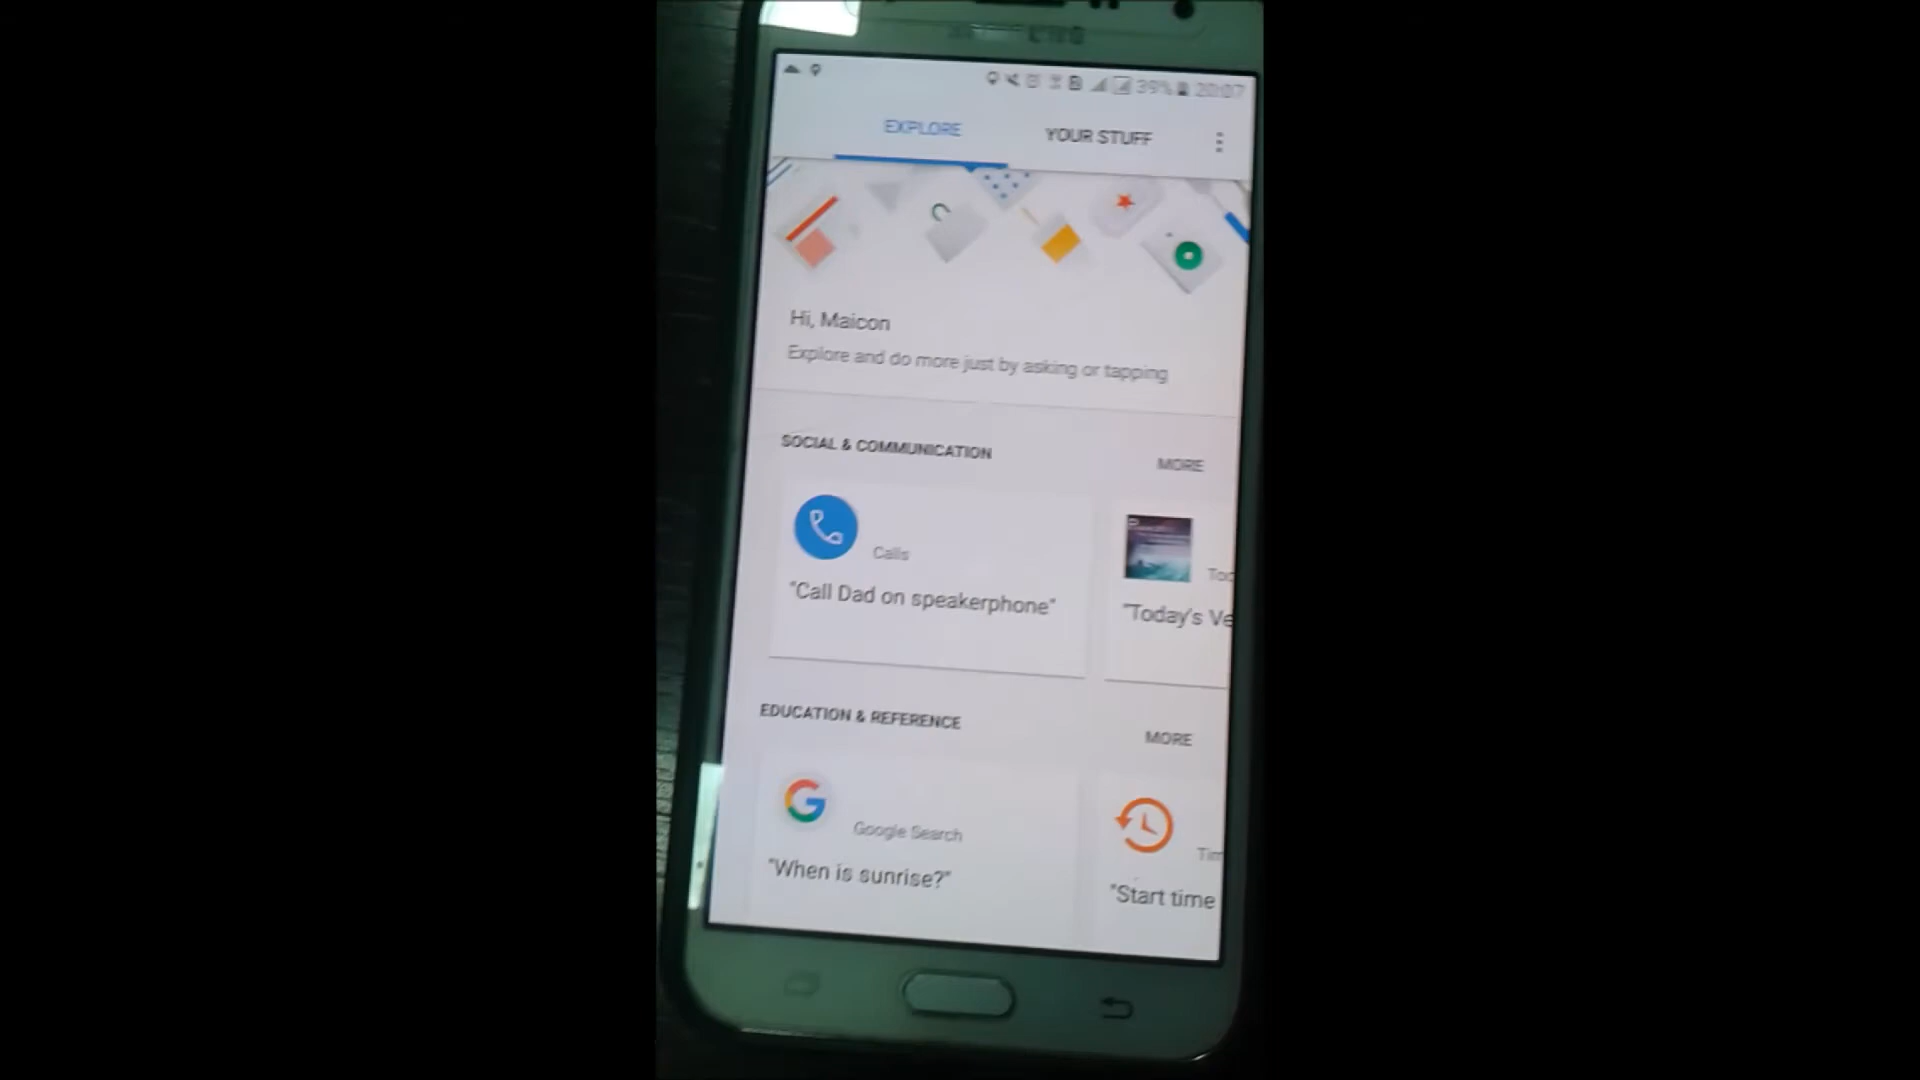 39% 20:07
EXPLORE YOUR STUFF
Hi, Maicon
Explore and do more just by asking or tapping
SOCIAL & COMMUNICATION MORE
Calls
"Call Dad on speakerphone"
"Today's Ve
EDUCATION & REFERENCE MORE
Google Search
"When is sunrise?"
"Start time